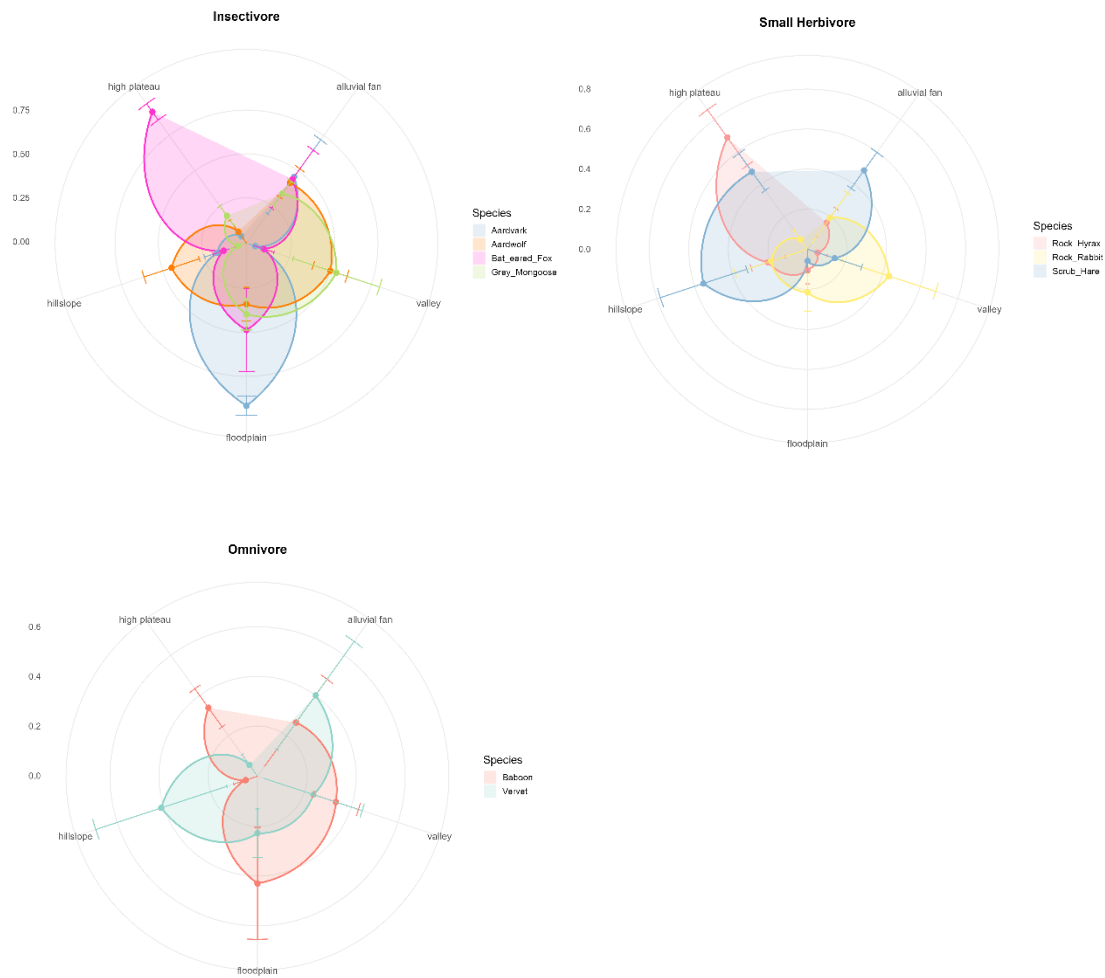 Insectivore
high plateau
alluvial fan
0.75
0.50
0.25
0.00
hillslope
valley
floodplain
Species
Aardvark
Aardwolf
Bat_eared_Fox
Grey_Mongoose
Small Herbivore
0.8
high plateau
alluvial fan
0.6
0.4
0.2
0.0
hillslope
valley
floodplain
Species
Rock_Hyrax
Rock_Rabbit
Scrub_Hare
Omnivore
high plateau
alluvial fan
0.6
0.4
0.2
0.0
hillslope
valley
floodplain
Species
Baboon
Vervet